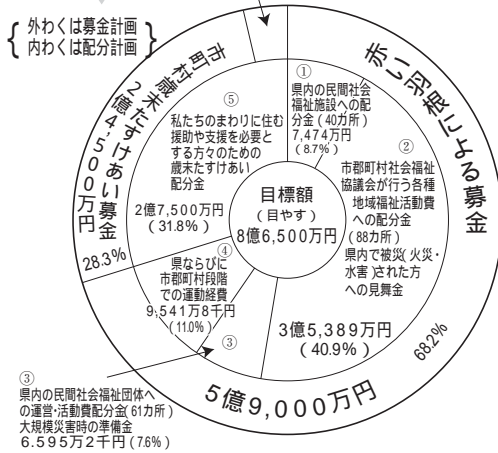 外わくは募金計画
内わくは配分計画
赤い羽根による募金
68.2%
5億9,000万円
市町村歳末たすけあい募金
2億4,500万円
28.3%
①
県内の民間社会
福祉施設への配
分金(40カ所)
7,474万円
(8.7%)
②
市郡町村社会福祉
協議会が行う各種
地域福祉活動費
への配分金
(88カ所)
県内で被災(火災・
水害)された方
への見舞金
3億5,389万円
(40.9%)
③
④
県ならびに
市郡町村段階
での運動経費
9,541万8千円
(11.0%)
⑤
私たちのまわりに住む
援助や支援を必要と
する方々のための
歳末たすけあい
配分金
2億7,500万円
(31.8%)
目標額
(目やす)
8億6,500万円
③
県内の民間社会福祉団体へ
の運営・活動費配分金(61カ所)
大規模災害時の準備金
6.595万2千円(7.6%)